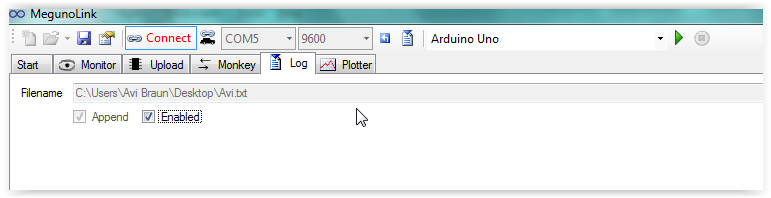 MegunoLink
Connect COM5 9600 Arduino Uno
Start Monitor Upload Monkey Log Plotter
Filename C:\Users\Avi Braun\Desktop\Avi.txt
Append Enabled